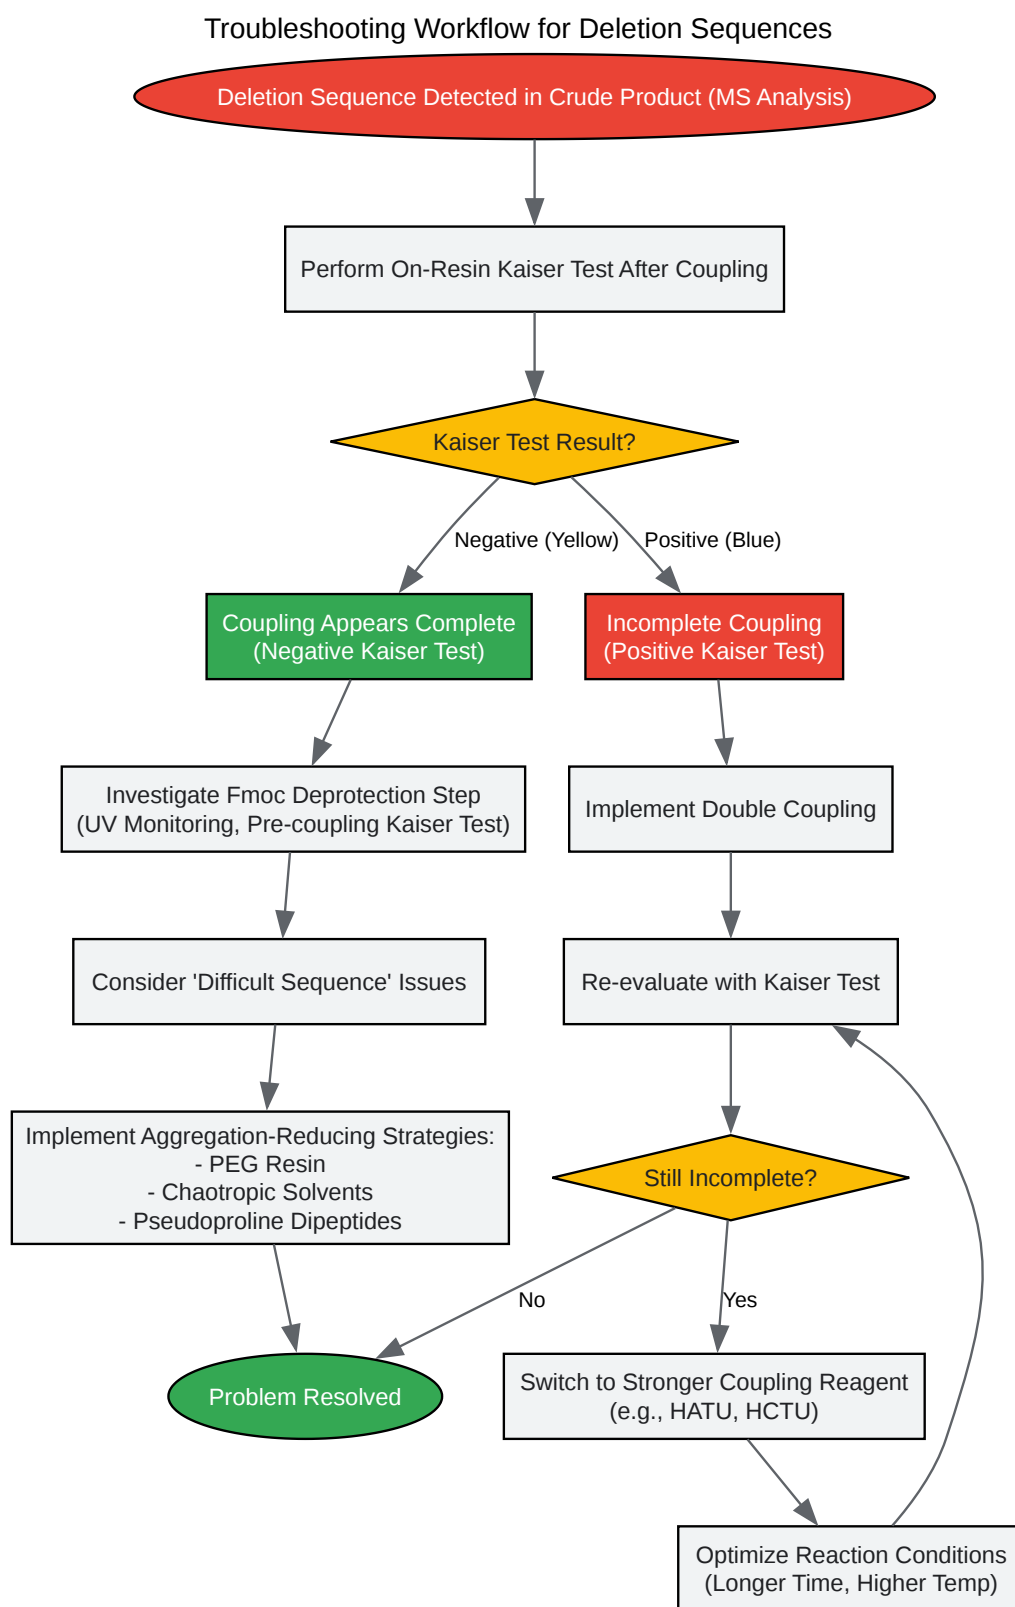 Troubleshooting Workflow for Deletion Sequences
Deletion Sequence Detected in Crude Product (MS Analysis)
Perform On-Resin Kaiser Test After Coupling
Kaiser Test Result?
Negative (Yellow)
Positive (Blue)
Coupling Appears Complete
(Negative Kaiser Test)
Incomplete Coupling
(Positive Kaiser Test)
Investigate Fmoc Deprotection Step
(UV Monitoring, Pre-coupling Kaiser Test)
Implement Double Coupling
Consider 'Difficult Sequence' Issues
Re-evaluate with Kaiser Test
Implement Aggregation-Reducing Strategies:
- PEG Resin
- Chaotropic Solvents
- Pseudoproline Dipeptides
Still Incomplete?
No
Yes
Problem Resolved
Switch to Stronger Coupling Reagent
(e.g., HATU, HCTU)
Optimize Reaction Conditions
(Longer Time, Higher Temp)